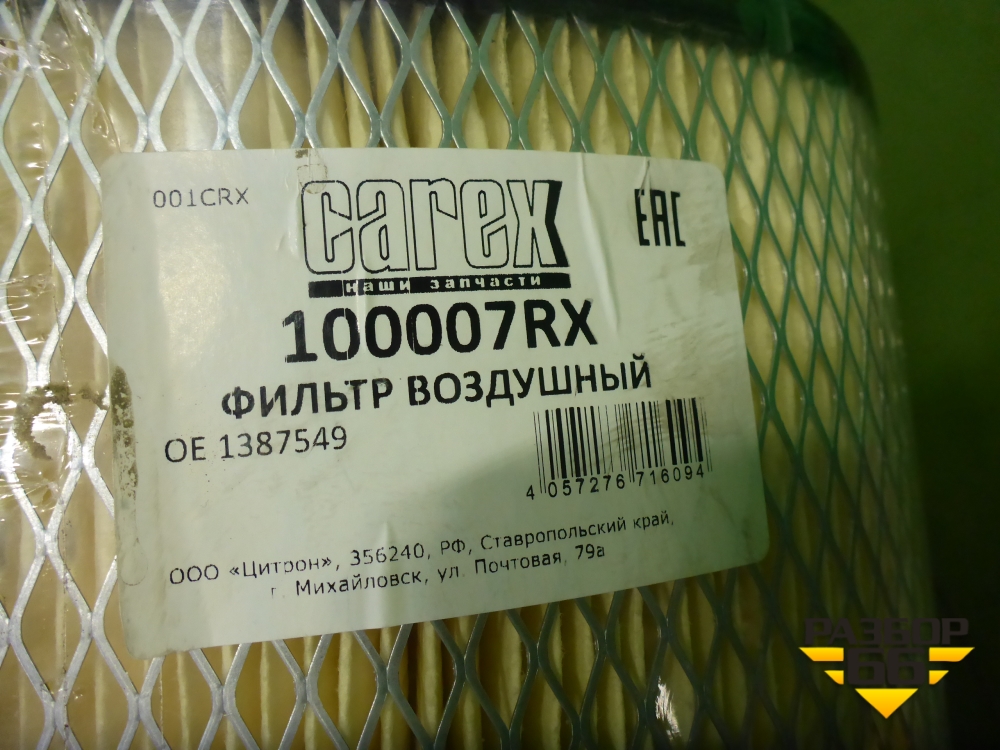 001CRX
carex
EAC
наши запчасти
100007RX
ФИЛЬТР ВОЗДУШНЫЙ
OE 1387549
4 057276 716094
ООО «Цитрон», 356240, РФ, Ставропольский край,
г. Михайловск, ул. Почтовая, 79а
РАЗБОР
66